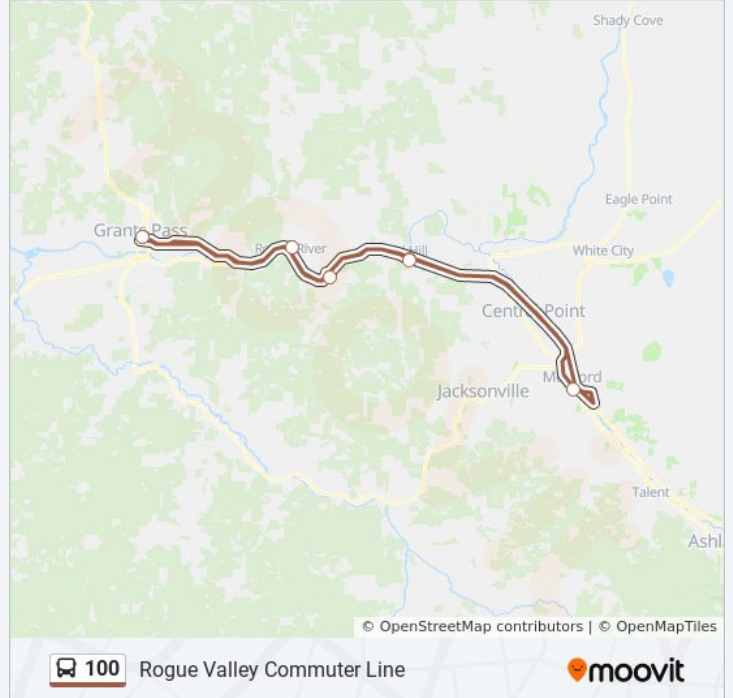 Shady Cove
Eagle Point
Grants Pass
River
Hill
White City
Central Point
Medford
Jacksonville
Talent
Ashl
© OpenStreetMap contributors | © OpenMapTiles
100 Rogue Valley Commuter Line
moovit